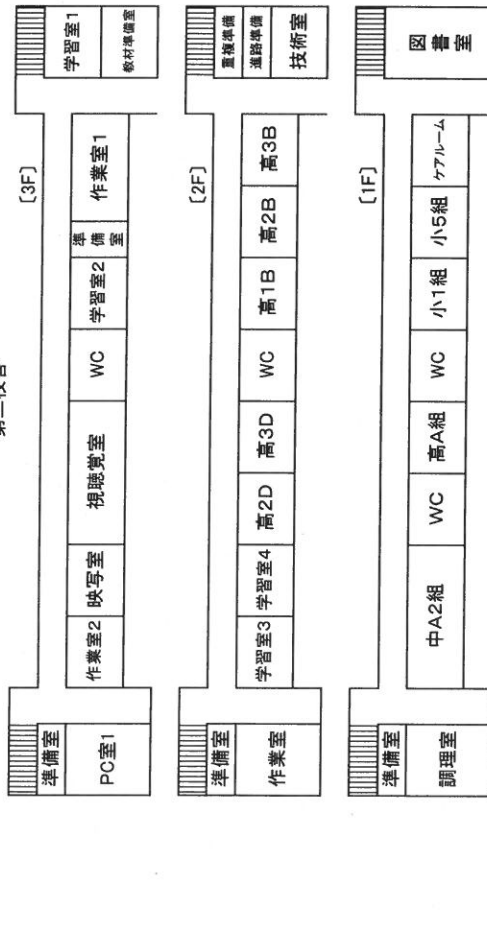 [3F]
準備室
PC室1
作業室2
映写室
視聴覚室
WC
学習室2
準備室
作業室1
学習室1
教材準備室
[2F]
準備室
作業室
学習室3
学習室4
高2D
高3D
WC
高1B
高2B
高3B
重複準備
進路準備
技術室
[1F]
準備室
調理室
中A2組
WC
高A組
WC
小1組
小5組
ケアルーム
図書室